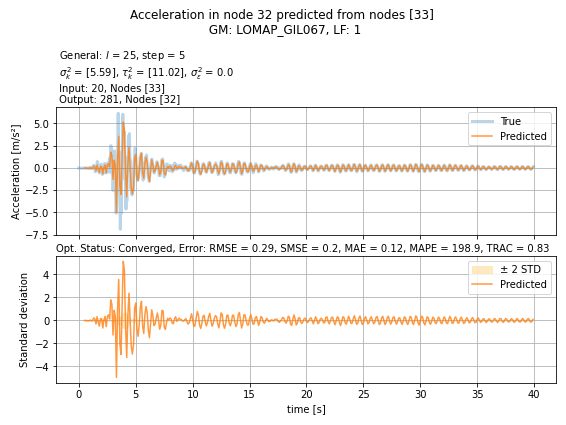 Acceleration in node 32 predicted from nodes [33]
GM: LOMAP_GIL067, LF: 1
General: l = 25, step = 5
σ²ₖ = [5.59], τ²ₖ = [11.02], σ²ε = 0.0
Input: 20, Nodes [33]
Output: 281, Nodes [32]
Acceleration [m/s²]
5.0
2.5
0.0
−2.5
−5.0
−7.5
True
Predicted
Opt. Status: Converged, Error: RMSE = 0.29, SMSE = 0.2, MAE = 0.12, MAPE = 198.9, TRAC = 0.83
Standard deviation
4
2
0
−2
−4
± 2 STD
Predicted
0 5 10 15 20 25 30 35 40
time [s]